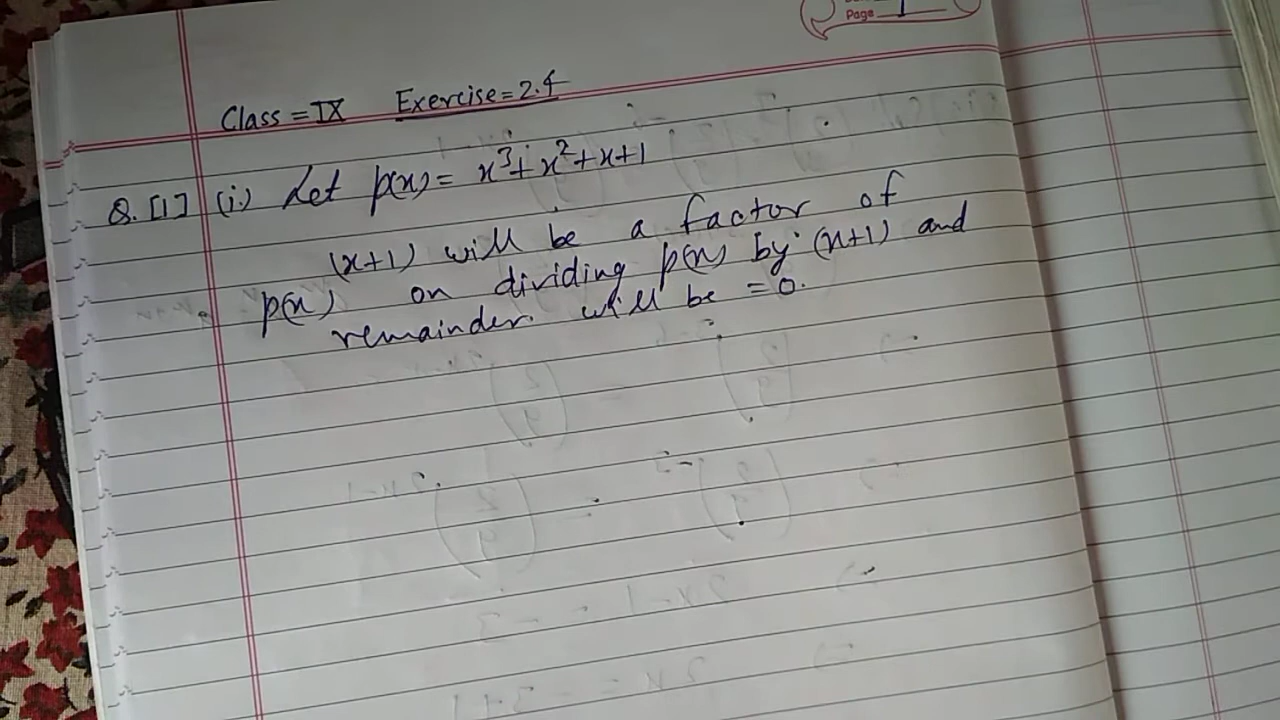 Page 1
Class = IX Exercise = 2.4
Q. [1] (i) Let p(x) = x³ + x² + x + 1
(x+1) will be a factor of
p(x) on dividing p(x) by (x+1) and
remainder will be = 0.